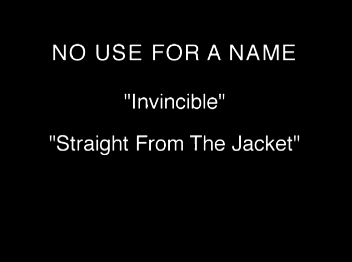 NO USE FOR A NAME
"Invincible"
"Straight From The Jacket"